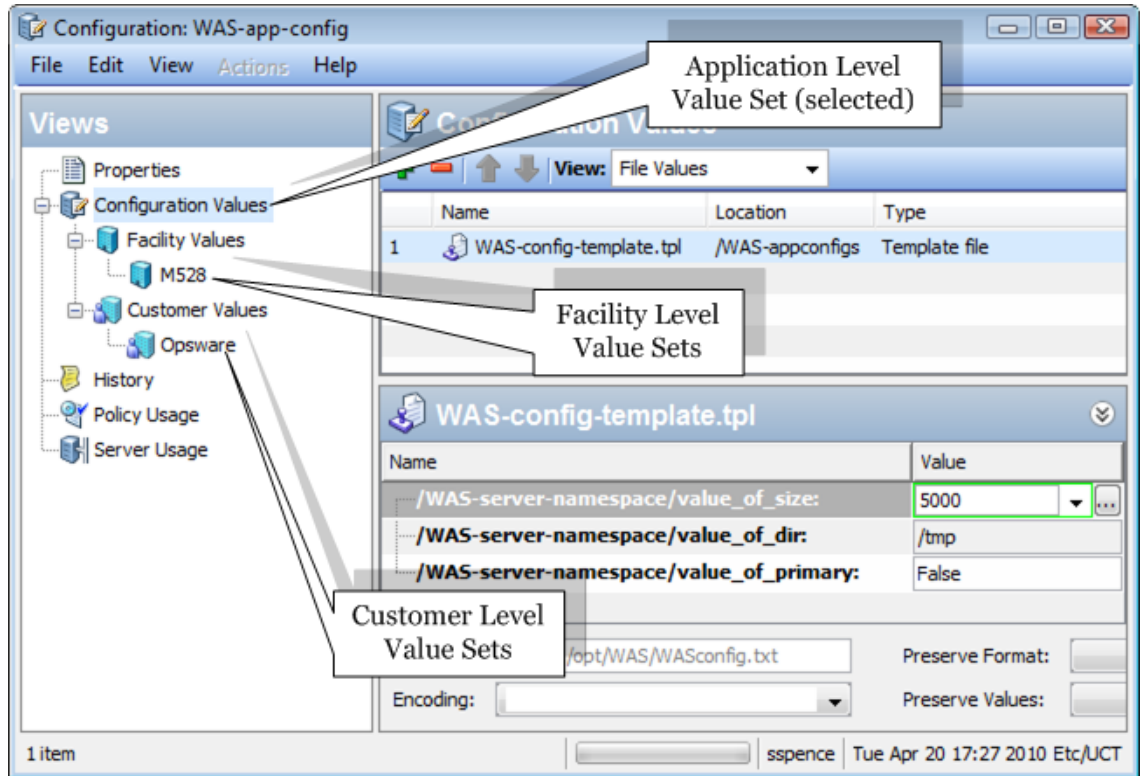 Configuration: WAS-app-config
File Edit View Actions Help
Application Level
Value Set (selected)
Views
Properties
Configuration Values
Facility Values
M528
Customer Values
Opsware
History
Policy Usage
Server Usage
Configuration Values
View: File Values
Name Location Type
1 WAS-config-template.tpl /WAS-appconfigs Template file
Facility Level
Value Sets
WAS-config-template.tpl
Name Value
/WAS-server-namespace/value_of_size: 5000 ...
/WAS-server-namespace/value_of_dir: /tmp
/WAS-server-namespace/value_of_primary: False
Customer Level
Value Sets
/opt/WAS/WASconfig.txt Preserve Format:
Encoding: Preserve Values:
1 item sspence Tue Apr 20 17:27 2010 Etc/UCT